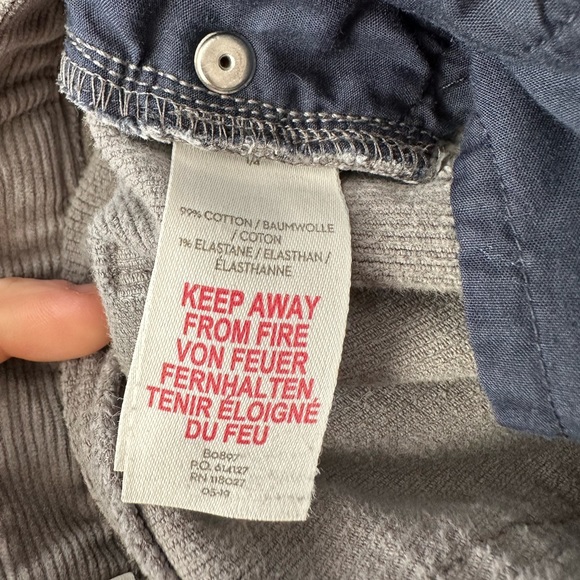 99% COTTON / BAUMWOLLE
/ COTON
1% ELASTANE / ELASTHAN /
ÉLASTHANNE
KEEP AWAY
FROM FIRE
VON FEUER
FERNHALTEN
TENIR ÉLOIGNÉ
DU FEU
B0897
P.O. 614127
RN 118027
05-19